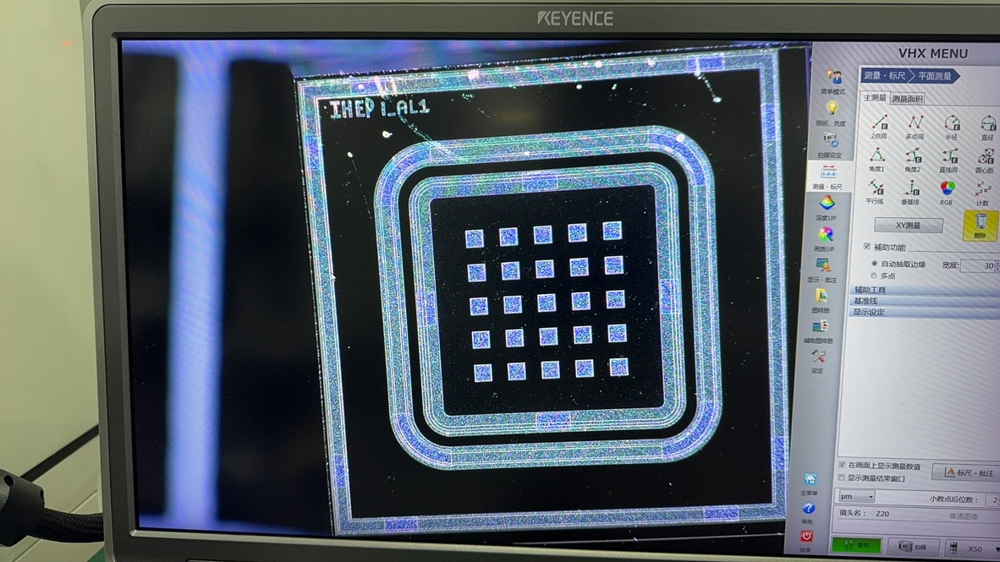 KEYENCE
VHX MENU
测量・标尺
平面测量
主测量
测量面积
IHEP
_AL1
简单模式
照明、亮度
拍摄设定
测量・标尺
深度UP
画质UP
显示・批注
图样册
辅助图样册
设定
2点间
多点间
半径
直径
角度1
角度2
直线间
圆心距
平行线
垂基线
RGB
计数
XY测量
删除
辅助功能
自动抽取边缘
宽度:
30
多点
辅助工具
基准线
显示设定
在画面上显示测量数值
显示测量结果窗口
标尺・批注
µm
小数点后位数:
2
镜头名: Z20
普通图像
主菜单
帮助
结束
暂停
拍摄
X50